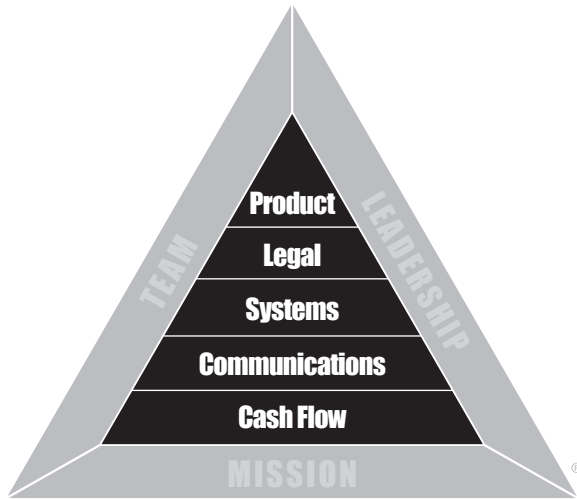 Product
Legal
Systems
Communications
Cash Flow
TEAM
LEADERSHIP
MISSION
®